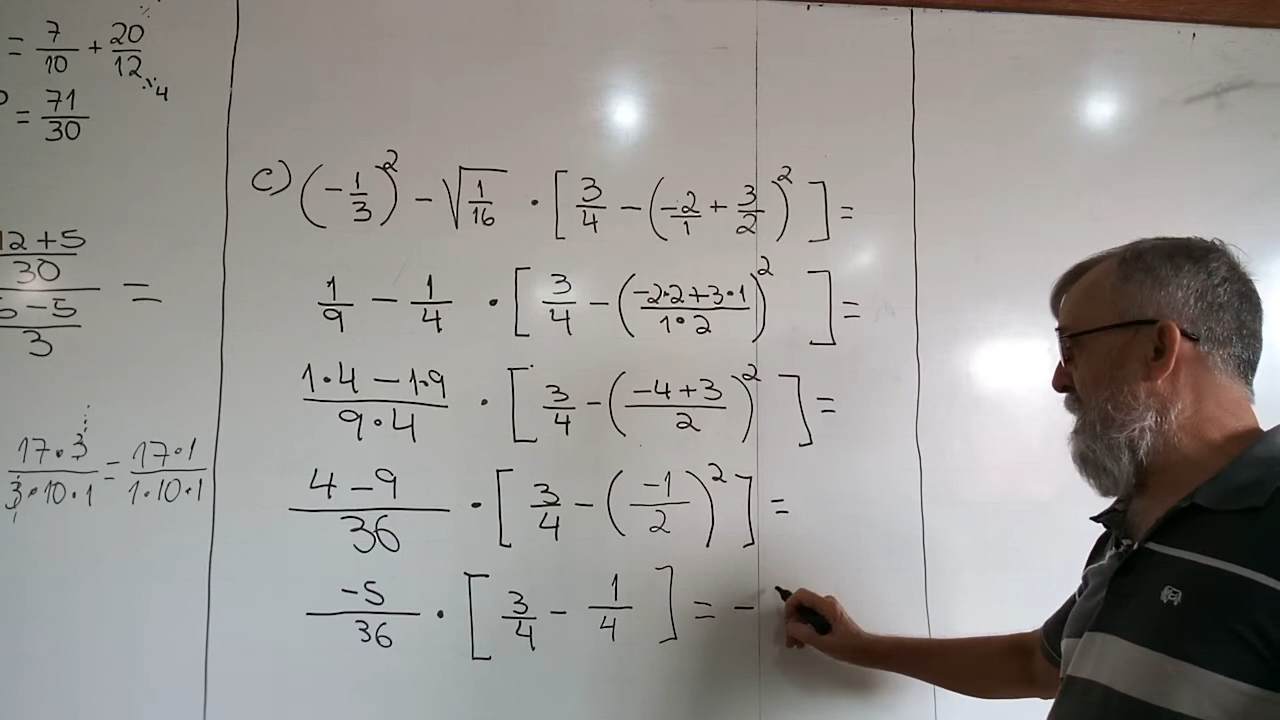 = 7/10 + 20/12
4
= 71/30
12 + 5/30
5 - 5/3 =
17·3/3·10·1 = 17·1/1·10·1
c) (-1/3)² - √(1/16) · [3/4 - (-2/1 + 3/2)²] =
1/9 - 1/4 · [3/4 - (-2·2+3·1/1·2)²] =
1·4 - 1·9/9·4 · [3/4 - (-4+3/2)²] =
4 - 9/36 · [3/4 - (-1/2)²] =
-5/36 · [3/4 - 1/4] = -